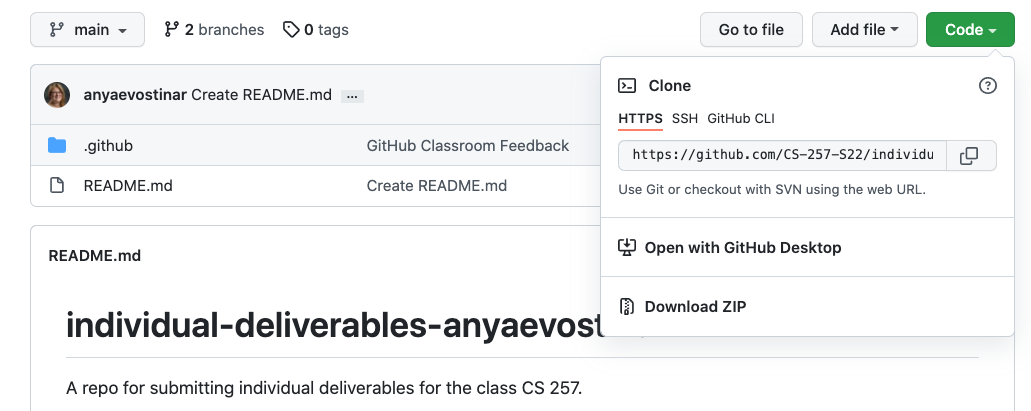 main 2 branches 0 tags Go to file Add file Code
anyaevostinar Create README.md ...
.github GitHub Classroom Feedback
README.md Create README.md
Clone
HTTPS SSH GitHub CLI
https://github.com/CS-257-S22/individu
Use Git or checkout with SVN using the web URL.
Open with GitHub Desktop
Download ZIP
README.md
individual-deliverables-anyaevost
A repo for submitting individual deliverables for the class CS 257.